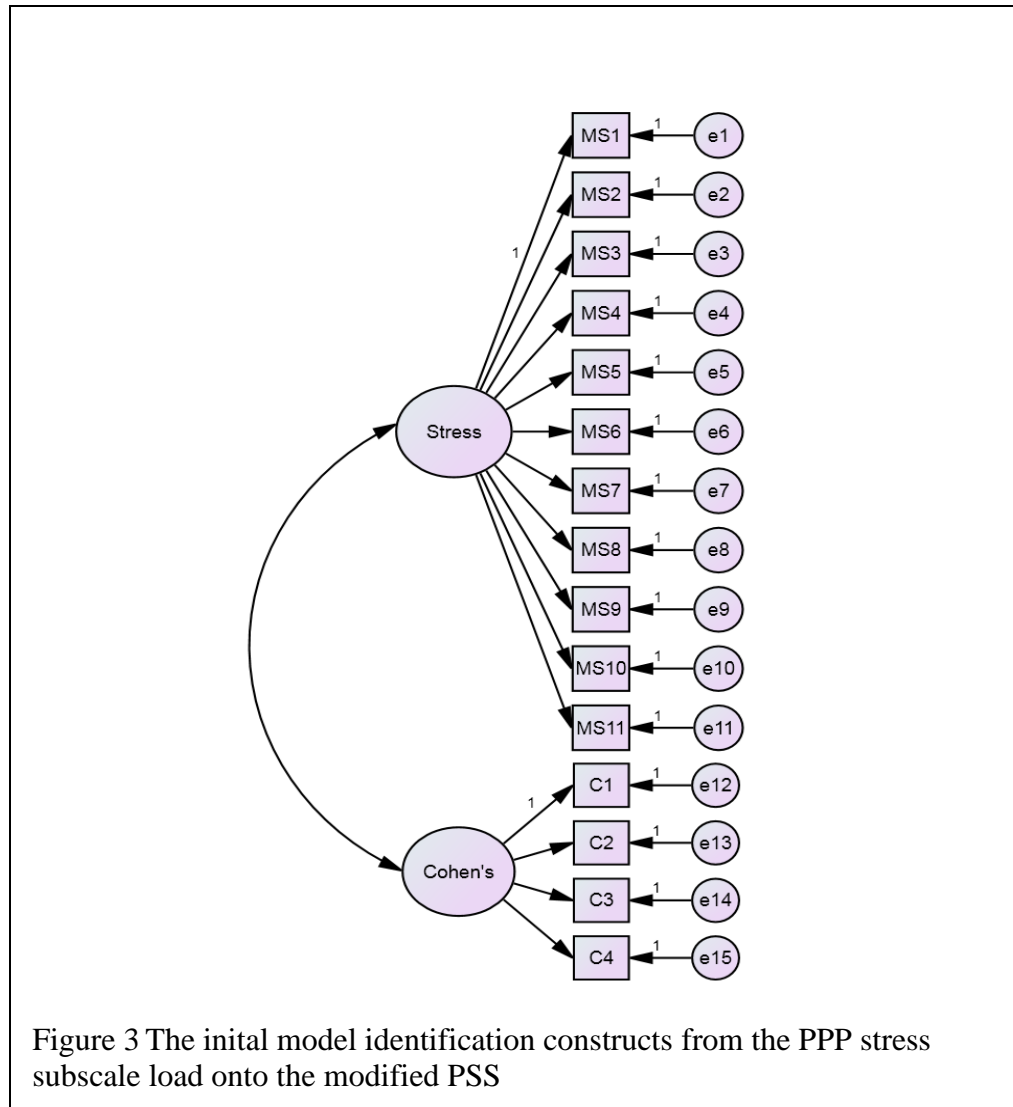 MS1 1 e1
MS2 1 e2
1 MS3 1 e3
MS4 1 e4
MS5 1 e5
Stress MS6 1 e6
MS7 1 e7
MS8 1 e8
MS9 1 e9
MS10 1 e10
MS11 1 e11
1 C1 1 e12
C2 1 e13
Cohen's
C3 1 e14
C4 1 e15
Figure 3 The inital model identification constructs from the PPP stress
subscale load onto the modified PSS